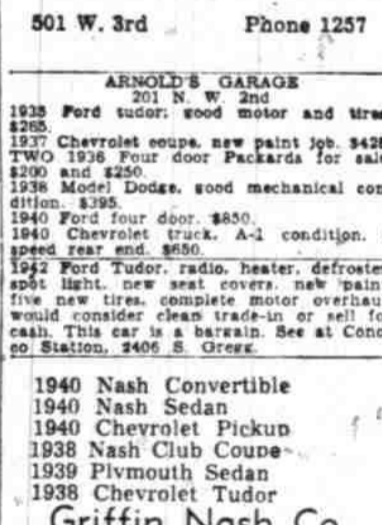 501 W. 3rd Phone 1257
ARNOLD'S GARAGE
201 N. W. 2nd
1935 Ford tudor; good motor and tires
$265.
1937 Chevrolet coupe, new paint job. $425
TWO 1936 Four door Packards for sale
$200 and $250.
1938 Model Dodge, good mechanical con
dition. $395.
1940 Ford four door. $850.
1940 Chevrolet truck. A-1 condition.
speed rear end. $650.
1942 Ford Tudor, radio, heater, defroster
spot light, new seat covers, new pain
five new tires, complete motor overhau
would consider clean trade-in or sell fo
cash. This car is a bargain. See at Cono
co Station, 2406 S. Gregg.
1940 Nash Convertible
1940 Nash Sedan
1940 Chevrolet Pickup
1938 Nash Club Coupe
1939 Plymouth Sedan
1938 Chevrolet Tudor
Griffin Nash Co